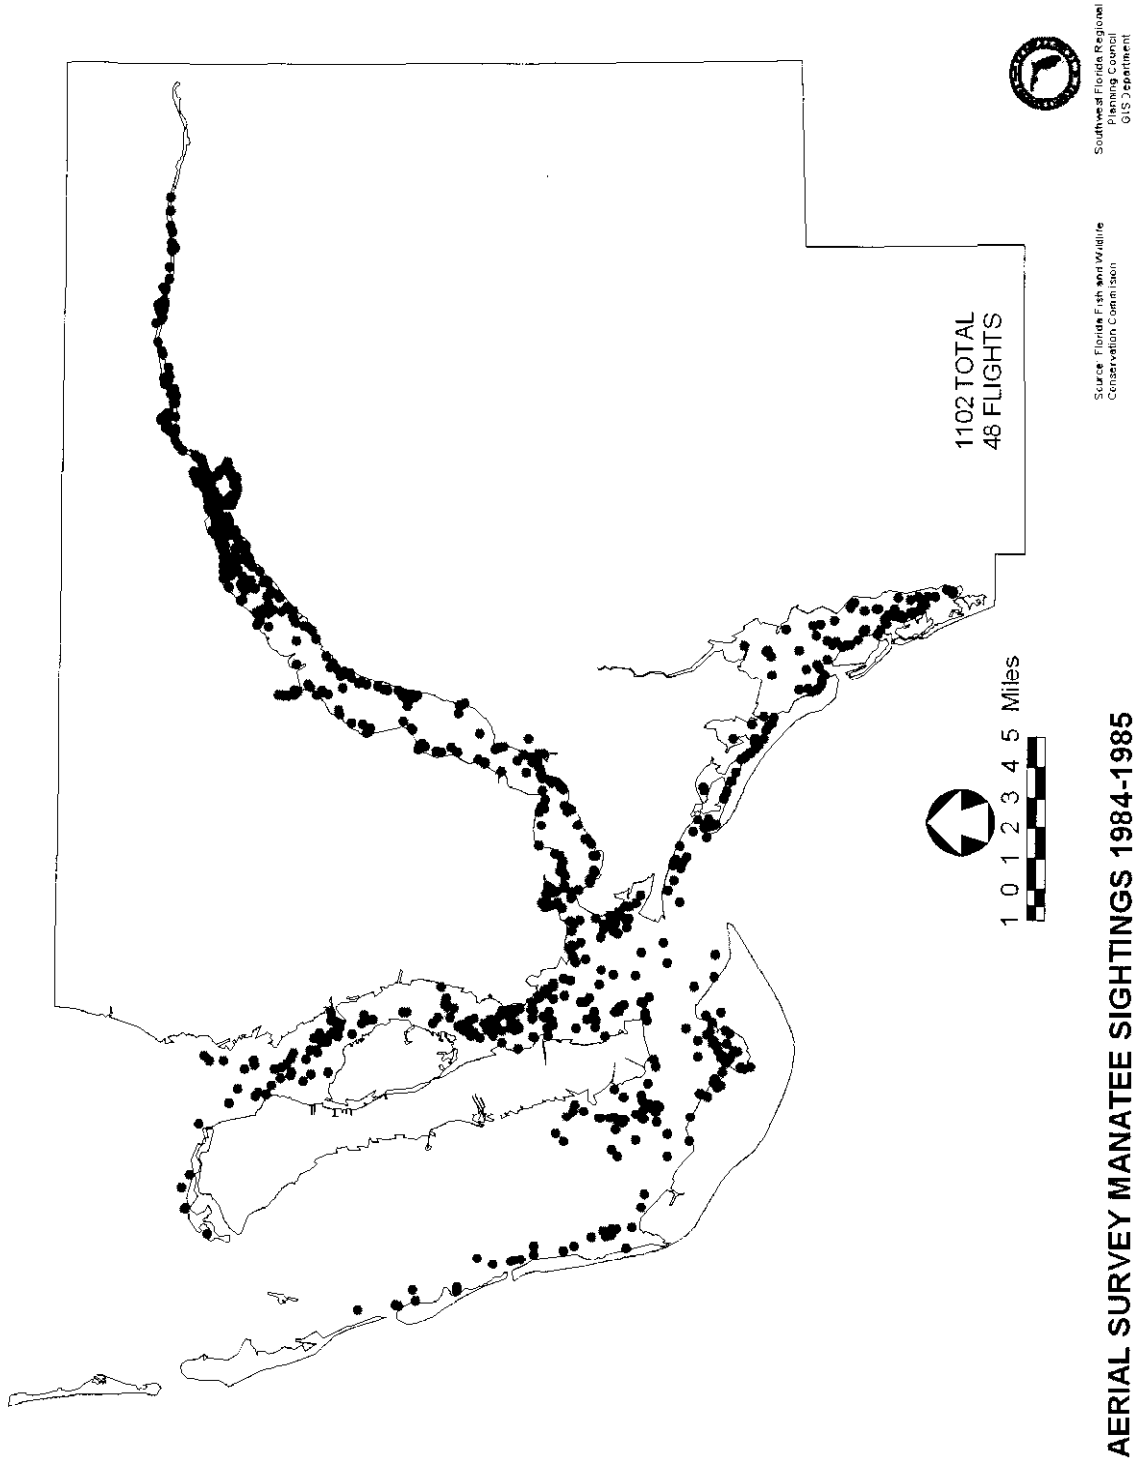 1102 TOTAL
48 FLIGHTS
1 0 1 2 3 4 5 Miles
AERIAL SURVEY MANATEE SIGHTINGS 1984-1985
Source: Florida Fish and Wildlife
Conservation Commision
Southwest Florida Regional
Planning Council
GIS Department